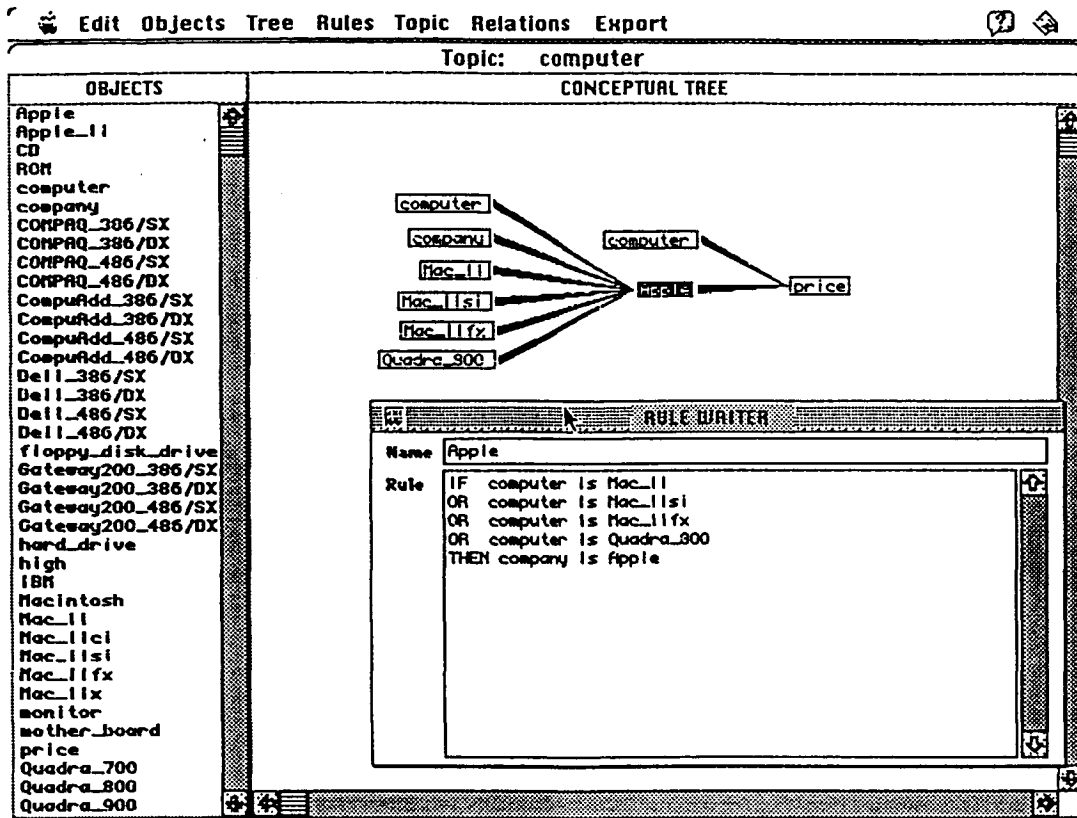 Edit Objects Tree Rules Topic Relations Export
Topic: computer
OBJECTS
CONCEPTUAL TREE
Apple
Apple_II
CD
ROM
computer
company
COMPAQ_386/SX
COMPAQ_386/DX
COMPAQ_486/SX
COMPAQ_486/DX
CompuAdd_386/SX
CompuAdd_386/DX
CompuAdd_486/SX
CompuAdd_486/DX
Dell_386/SX
Dell_386/DX
Dell_486/SX
Dell_486/DX
floppy_disk_drive
Gateway200_386/SX
Gateway200_386/DX
Gateway200_486/SX
Gateway200_486/DX
hard_drive
high
IBM
Macintosh
Mac_II
Mac_IIci
Mac_IIsi
Mac_IIfx
Mac_IIx
monitor
mother_board
price
Quadra_700
Quadra_800
Quadra_900
computer
company
Mac_II
Mac_IIsi
Mac_IIfx
Quadra_900
computer
Apple
price
RULE WRITER
Name Apple
Rule IF computer is Mac_II
OR computer is Mac_IIsi
OR computer is Mac_IIfx
OR computer is Quadra_900
THEN company is Apple